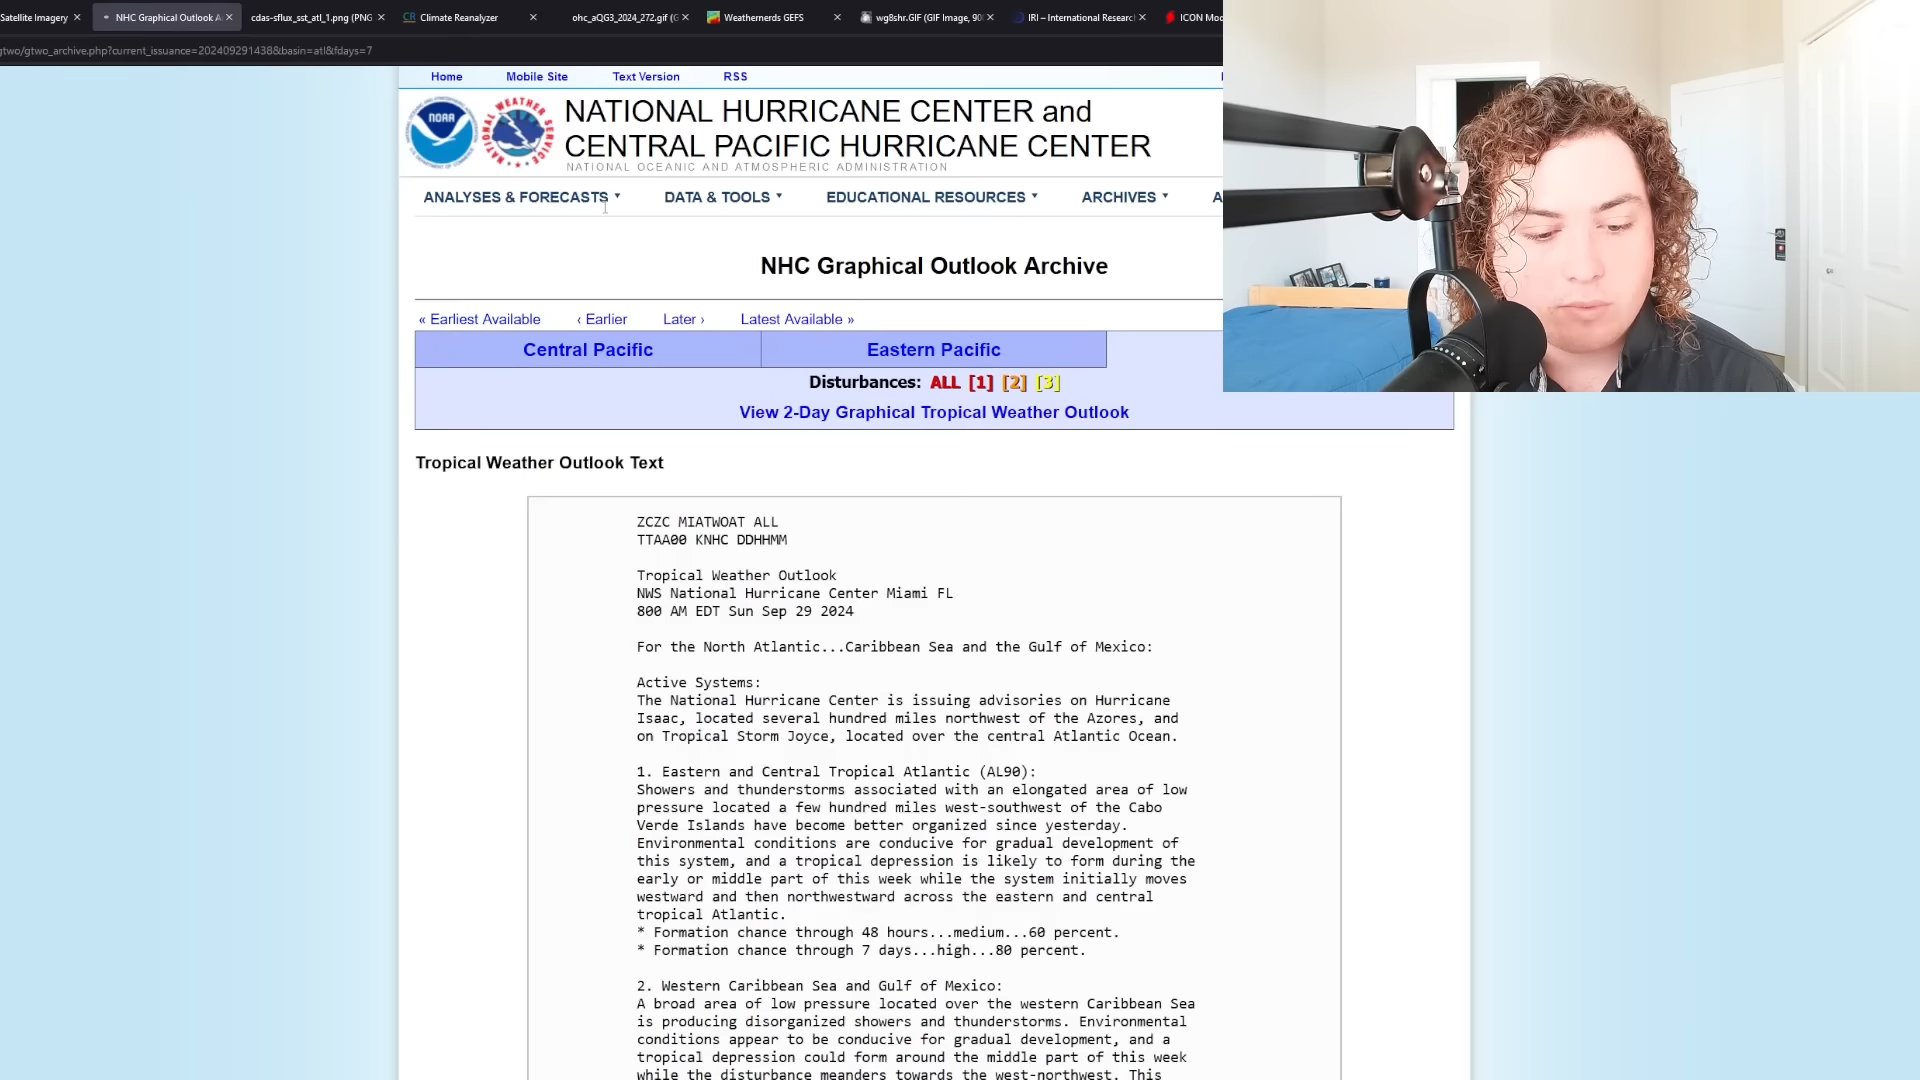 Satellite Imagery
NHC Graphical Outlook A
cdas-sflux_sst_atl_1.png (PNG
CR Climate Reanalyzer
ohc_aQG3_2024_272.gif (G
Weathernerds GEFS
wg8shr.GIF (GIF Image, 90
IRI – International Researc
ICON Mod
gtwo/gtwo_archive.php?current_issuance=202409291438&basin=atl&fdays=7
Home Mobile Site Text Version RSS
NOAA
NATIONAL WEATHER SERVICE
NATIONAL HURRICANE CENTER and
CENTRAL PACIFIC HURRICANE CENTER
NATIONAL OCEANIC AND ATMOSPHERIC ADMINISTRATION
ANALYSES & FORECASTS DATA & TOOLS EDUCATIONAL RESOURCES ARCHIVES A
NHC Graphical Outlook Archive
« Earliest Available ‹ Earlier Later › Latest Available »
Central Pacific Eastern Pacific
Disturbances: ALL [1] [2] [3]
View 2-Day Graphical Tropical Weather Outlook
Tropical Weather Outlook Text
ZCZC MIATWOAT ALL
TTAA00 KNHC DDHHMM
Tropical Weather Outlook
NWS National Hurricane Center Miami FL
800 AM EDT Sun Sep 29 2024
For the North Atlantic...Caribbean Sea and the Gulf of Mexico:
Active Systems:
The National Hurricane Center is issuing advisories on Hurricane
Isaac, located several hundred miles northwest of the Azores, and
on Tropical Storm Joyce, located over the central Atlantic Ocean.
1. Eastern and Central Tropical Atlantic (AL90):
Showers and thunderstorms associated with an elongated area of low
pressure located a few hundred miles west-southwest of the Cabo
Verde Islands have become better organized since yesterday.
Environmental conditions are conducive for gradual development of
this system, and a tropical depression is likely to form during the
early or middle part of this week while the system initially moves
westward and then northwestward across the eastern and central
tropical Atlantic.
* Formation chance through 48 hours...medium...60 percent.
* Formation chance through 7 days...high...80 percent.
2. Western Caribbean Sea and Gulf of Mexico:
A broad area of low pressure located over the western Caribbean Sea
is producing disorganized showers and thunderstorms. Environmental
conditions appear to be conducive for gradual development, and a
tropical depression could form around the middle part of this week
while the disturbance meanders towards the west-northwest. This